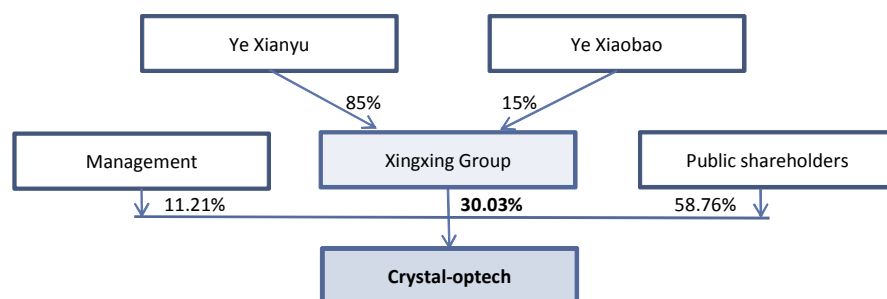 Ye Xianyu
Ye Xiaobao
85%
15%
Management
Xingxing Group
Public shareholders
11.21%
30.03%
58.76%
Crystal-optech